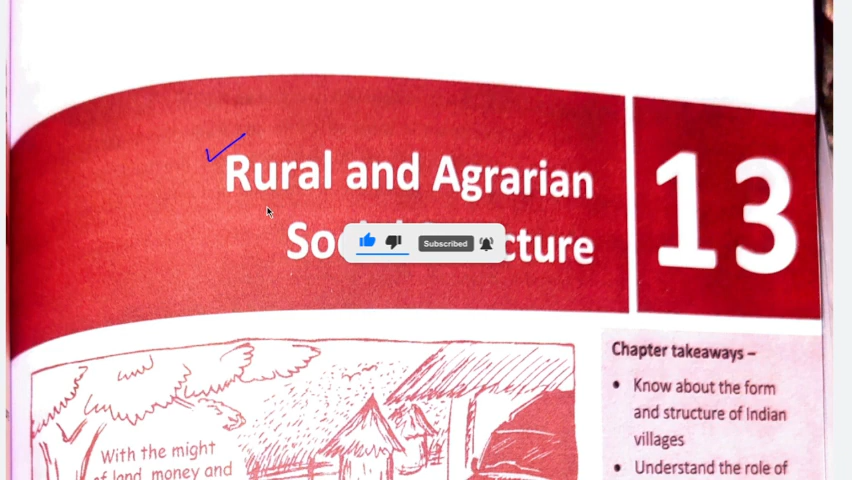 Rural and Agrarian
13
So cture
Subscribed
Chapter takeaways –
• Know about the form
and structure of Indian
villages
• Understand the role of
With the might
of land, money and